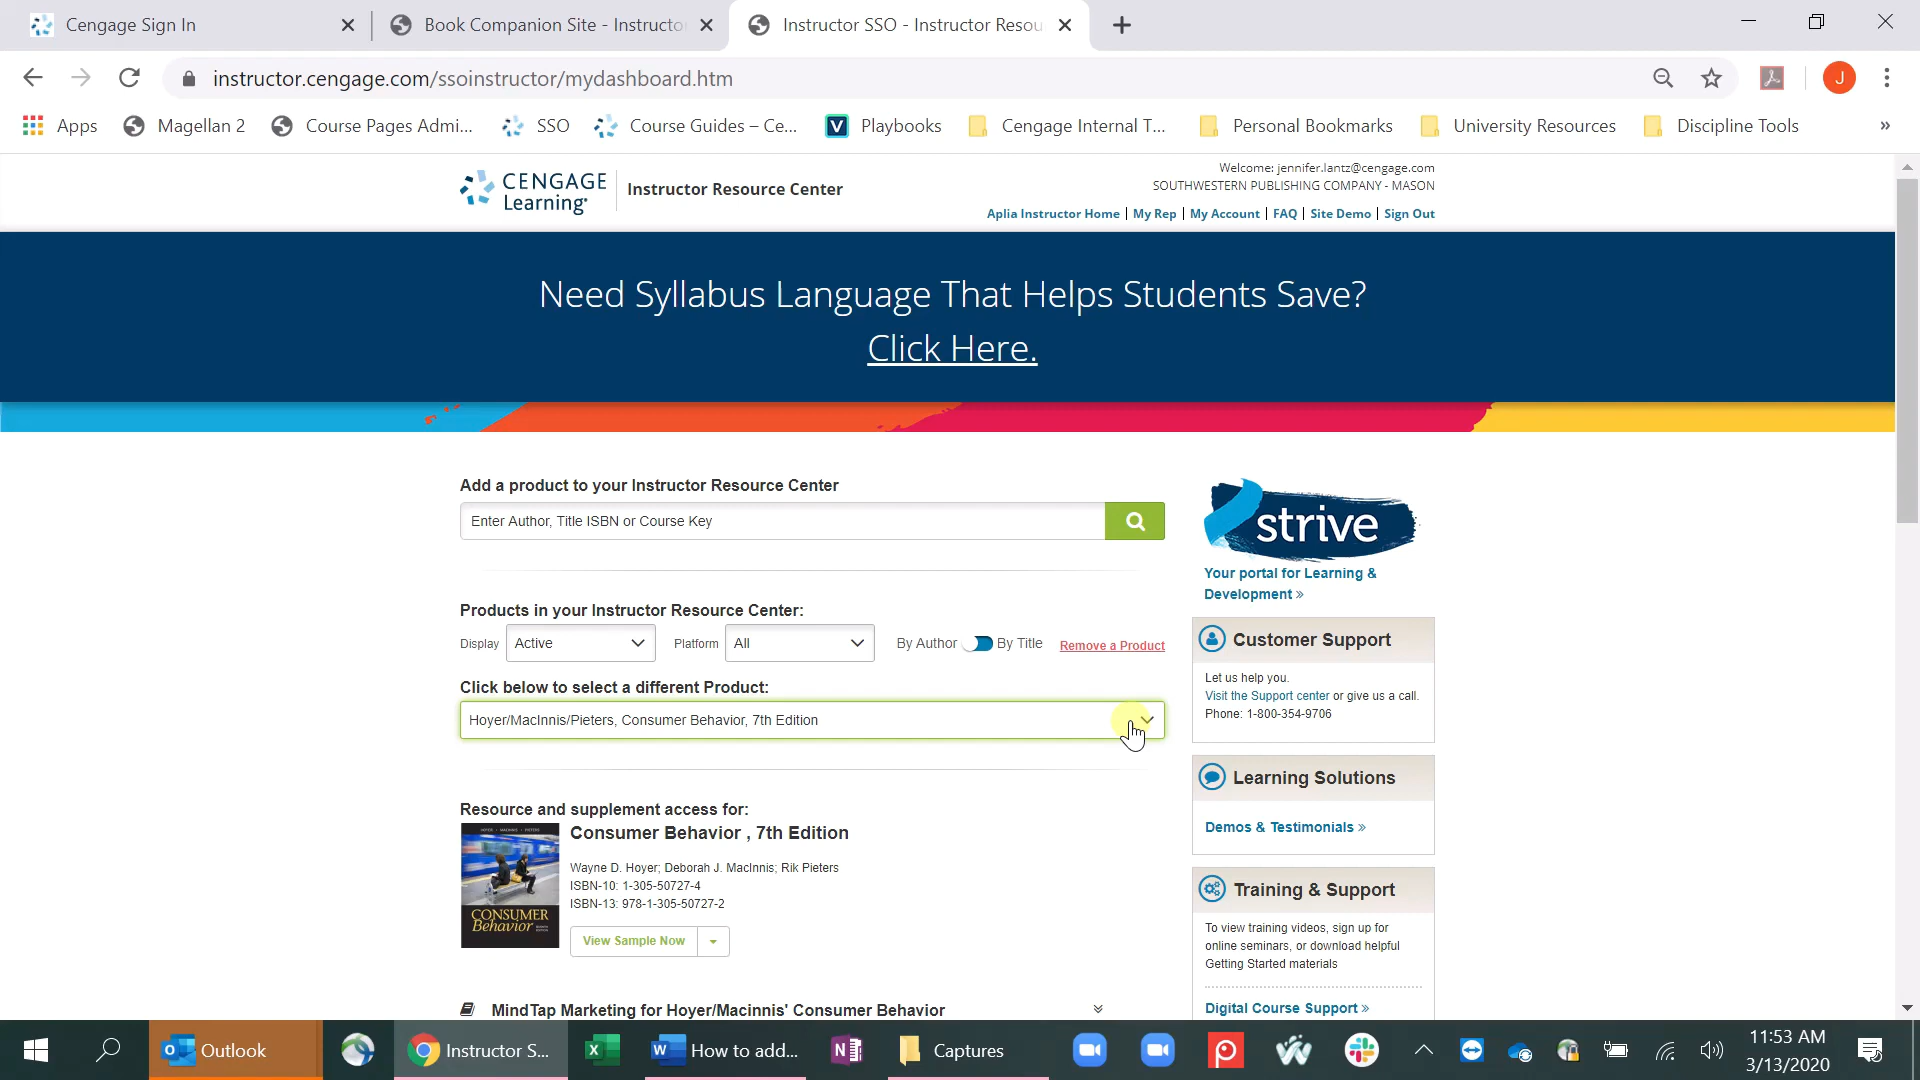 Cengage Sign In
Book Companion Site - Instructo
Instructor SSO - Instructor Resou
instructor.cengage.com/ssoinstructor/mydashboard.htm
J
Apps
Magellan 2
Course Pages Admi...
SSO
Course Guides – Ce...
Playbooks
Cengage Internal T...
Personal Bookmarks
University Resources
Discipline Tools
»
CENGAGE
Learning
Instructor Resource Center
Welcome: jennifer.lantz@cengage.com
SOUTHWESTERN PUBLISHING COMPANY - MASON
Aplia Instructor Home | My Rep | My Account | FAQ | Site Demo | Sign Out
Need Syllabus Language That Helps Students Save?
Click Here.
Add a product to your Instructor Resource Center
Enter Author, Title ISBN or Course Key
Products in your Instructor Resource Center:
Display Active Platform All By Author By Title Remove a Product
Click below to select a different Product:
Hoyer/MacInnis/Pieters, Consumer Behavior, 7th Edition
Resource and supplement access for:
Consumer Behavior , 7th Edition
Wayne D. Hoyer; Deborah J. MacInnis; Rik Pieters
ISBN-10: 1-305-50727-4
ISBN-13: 978-1-305-50727-2
View Sample Now
HOYER • MACINNIS • PIETERS
CONSUMER
Behavior
MindTap Marketing for Hoyer/Macinnis' Consumer Behavior
strive
Your portal for Learning &
Development »
Customer Support
Let us help you.
Visit the Support center or give us a call.
Phone: 1-800-354-9706
Learning Solutions
Demos & Testimonials »
Training & Support
To view training videos, sign up for
online seminars, or download helpful
Getting Started materials
Digital Course Support »
Outlook
Instructor S...
How to add...
Captures
11:53 AM
3/13/2020